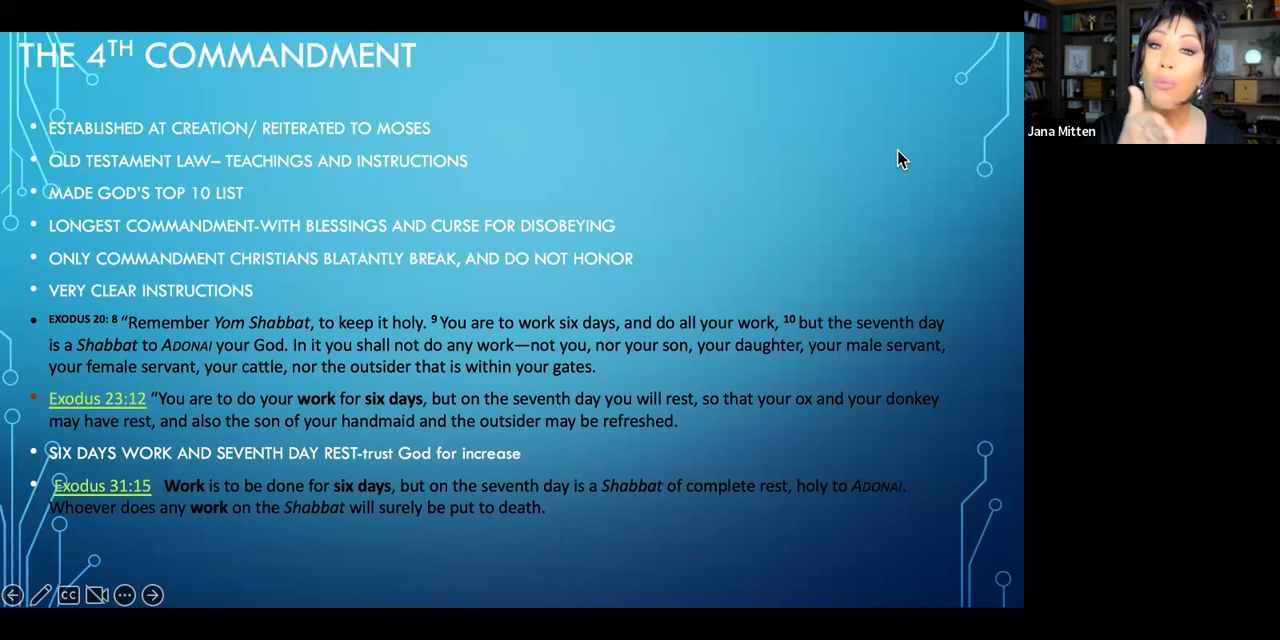 THE 4TH COMMANDMENT
• ESTABLISHED AT CREATION/ REITERATED TO MOSES
• OLD TESTAMENT LAW– TEACHINGS AND INSTRUCTIONS
• MADE GOD'S TOP 10 LIST
• LONGEST COMMANDMENT-WITH BLESSINGS AND CURSE FOR DISOBEYING
• ONLY COMMANDMENT CHRISTIANS BLATANTLY BREAK, AND DO NOT HONOR
• VERY CLEAR INSTRUCTIONS
• EXODUS 20: 8 “Remember Yom Shabbat, to keep it holy. 9 You are to work six days, and do all your work, 10 but the seventh day
is a Shabbat to ADONAI your God. In it you shall not do any work—not you, nor your son, your daughter, your male servant,
your female servant, your cattle, nor the outsider that is within your gates.
• Exodus 23:12 “You are to do your work for six days, but on the seventh day you will rest, so that your ox and your donkey
may have rest, and also the son of your handmaid and the outsider may be refreshed.
• SIX DAYS WORK AND SEVENTH DAY REST-trust God for increase
• Exodus 31:15 Work is to be done for six days, but on the seventh day is a Shabbat of complete rest, holy to ADONAI.
Whoever does any work on the Shabbat will surely be put to death.
CC
Jana Mitten